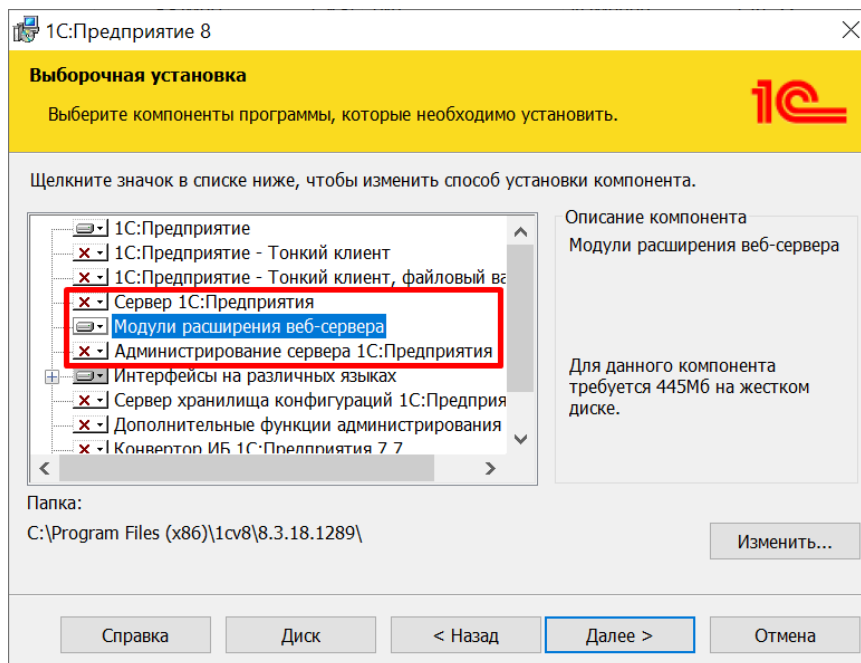 1С:Предприятие 8
Выборочная установка
Выберите компоненты программы, которые необходимо установить.
1С
Щелкните значок в списке ниже, чтобы изменить способ установки компонента.
1С:Предприятие
1С:Предприятие - Тонкий клиент
1С:Предприятие - Тонкий клиент, файловый ва
Сервер 1С:Предприятия
Модули расширения веб-сервера
Администрирование сервера 1С:Предприятия
Интерфейсы на различных языках
Сервер хранилища конфигураций 1С:Предприя
Дополнительные функции администрирования
Конвертор ИБ 1С:Предприятия 7.7
Описание компонента
Модули расширения веб-сервера
Для данного компонента
требуется 445Мб на жестком
диске.
Папка:
C:\Program Files (x86)\1cv8\8.3.18.1289\
Изменить...
Справка
Диск
< Назад
Далее >
Отмена